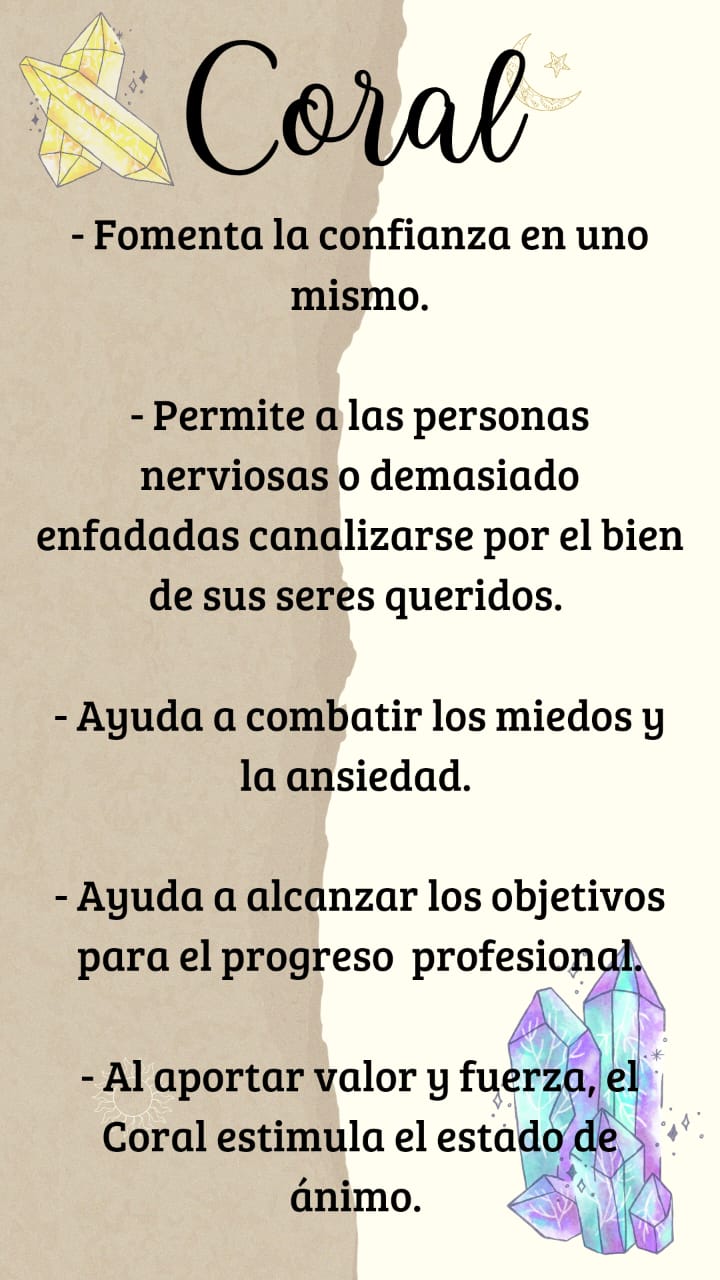 Coral
- Fomenta la confianza en uno
mismo.
- Permite a las personas
nerviosas o demasiado
enfadadas canalizarse por el bien
de sus seres queridos.
- Ayuda a combatir los miedos y
la ansiedad.
- Ayuda a alcanzar los objetivos
para el progreso  profesional.
- Al aportar valor y fuerza, el
Coral estimula el estado de
ánimo.